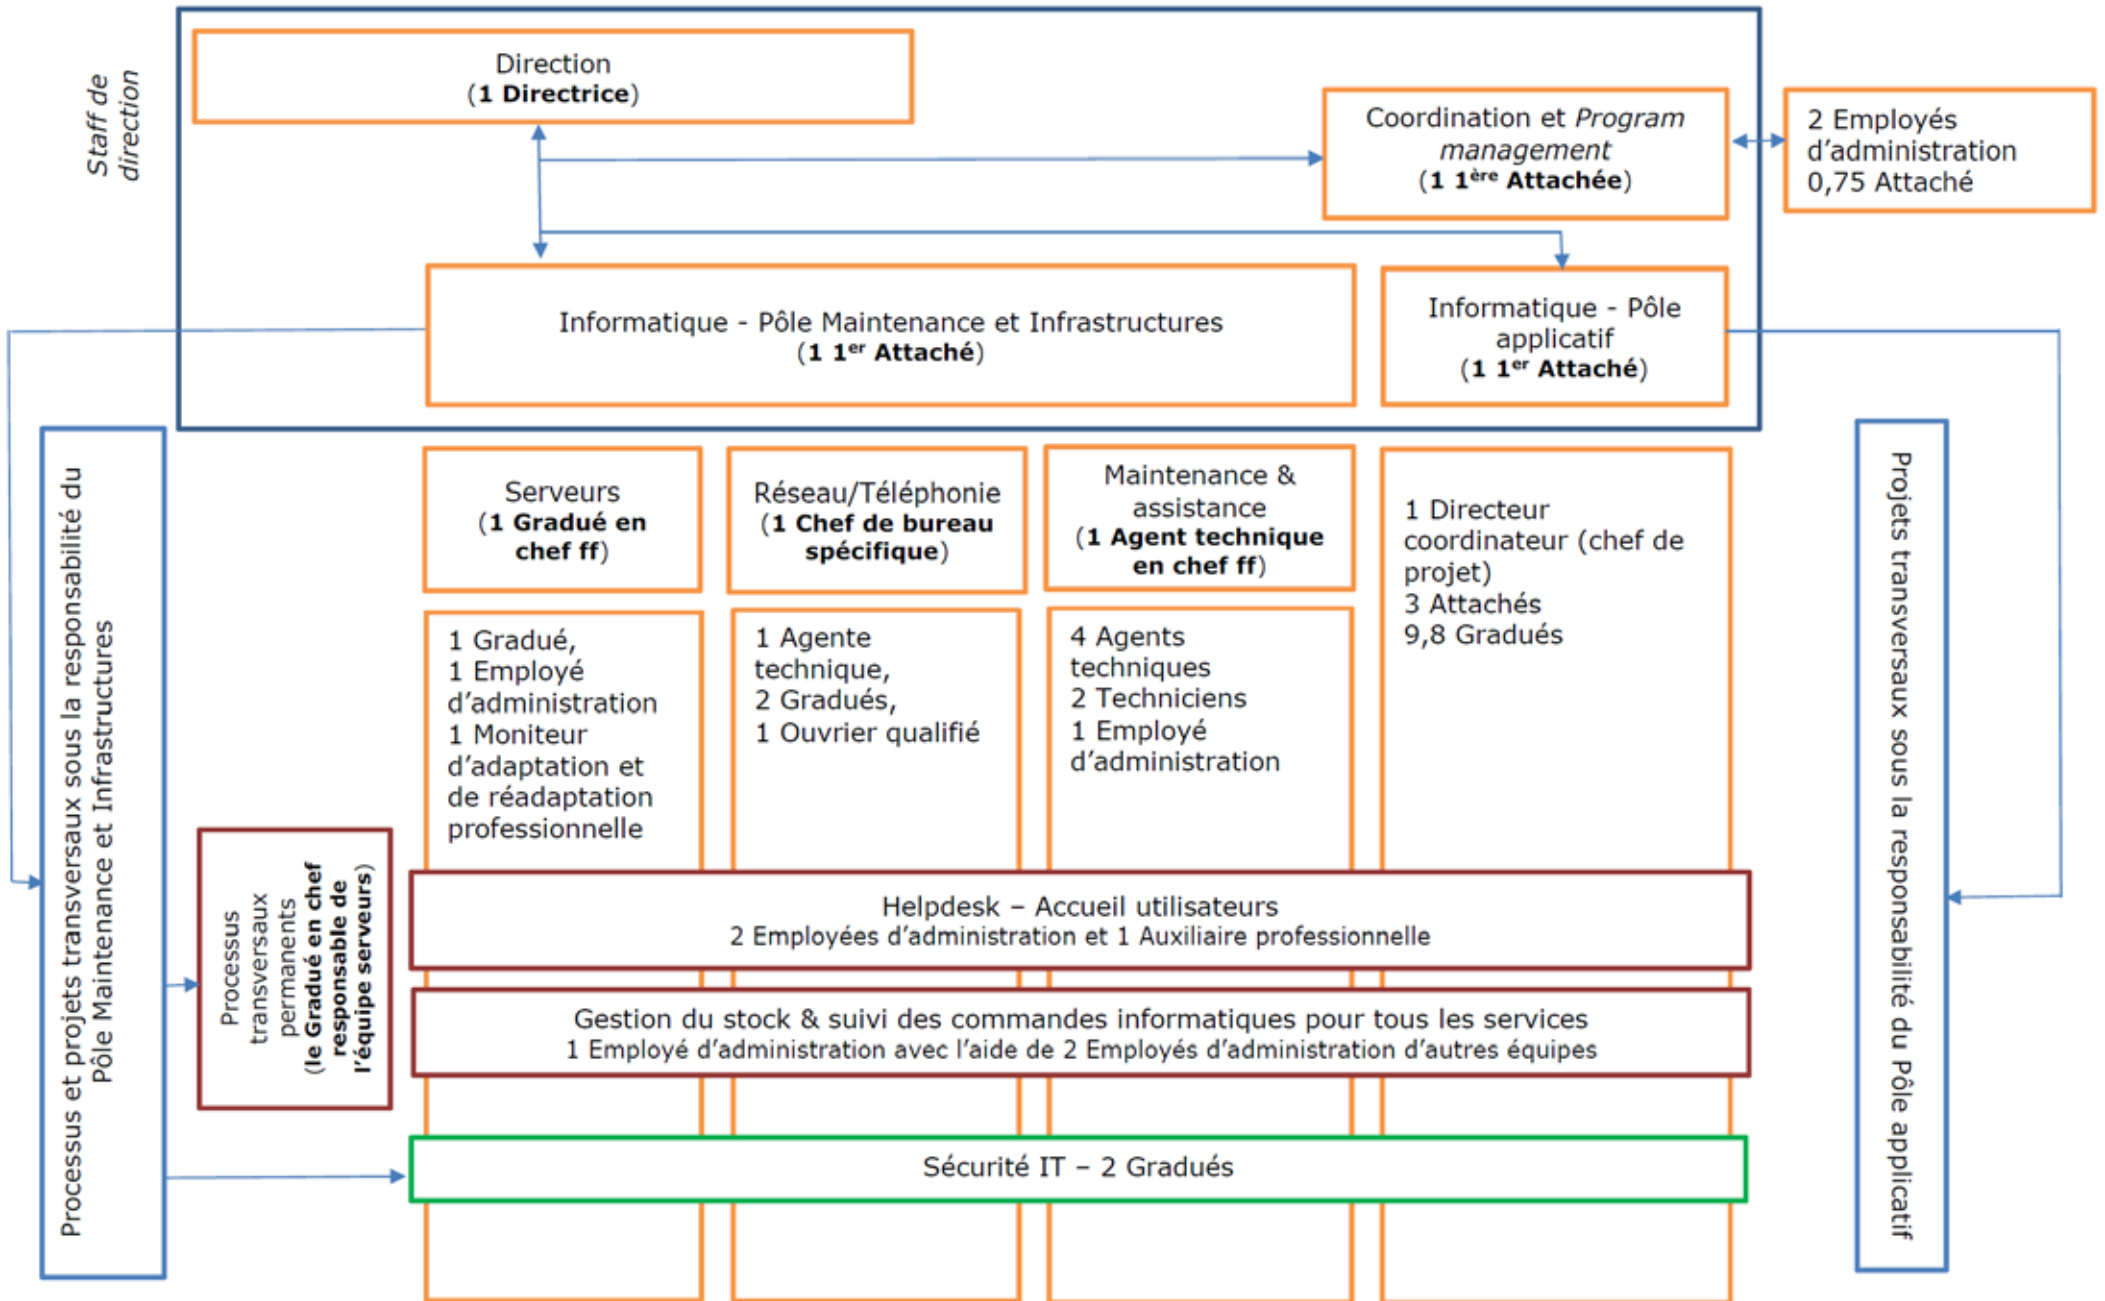 Staff de
direction
Direction
(1 Directrice)
Coordination et Program
management
(1 1ère Attachée)
2 Employés
d’administration
0,75 Attaché
Informatique - Pôle Maintenance et Infrastructures
(1 1er Attaché)
Informatique - Pôle
applicatif
(1 1er Attaché)
Processus et projets transversaux sous la responsabilité du
Pôle Maintenance et Infrastructures
Serveurs
(1 Gradué en
chef ff)
Réseau/Téléphonie
(1 Chef de bureau
spécifique)
Maintenance &
assistance
(1 Agent technique
en chef ff)
1 Directeur
coordinateur (chef de
projet)
3 Attachés
9,8 Gradués
1 Gradué,
1 Employé
d’administration
1 Moniteur
d’adaptation et
de réadaptation
professionnelle
1 Agente
technique,
2 Gradués,
1 Ouvrier qualifié
4 Agents
techniques
2 Techniciens
1 Employé
d’administration
Projets transversaux sous la responsabilité du Pôle applicatif
Processus
transversaux
permanents
(le Gradué en chef
responsable de
l’équipe serveurs)
Helpdesk – Accueil utilisateurs
2 Employées d’administration et 1 Auxiliaire professionnelle
Gestion du stock & suivi des commandes informatiques pour tous les services
1 Employé d’administration avec l’aide de 2 Employés d’administration d’autres équipes
Sécurité IT – 2 Gradués